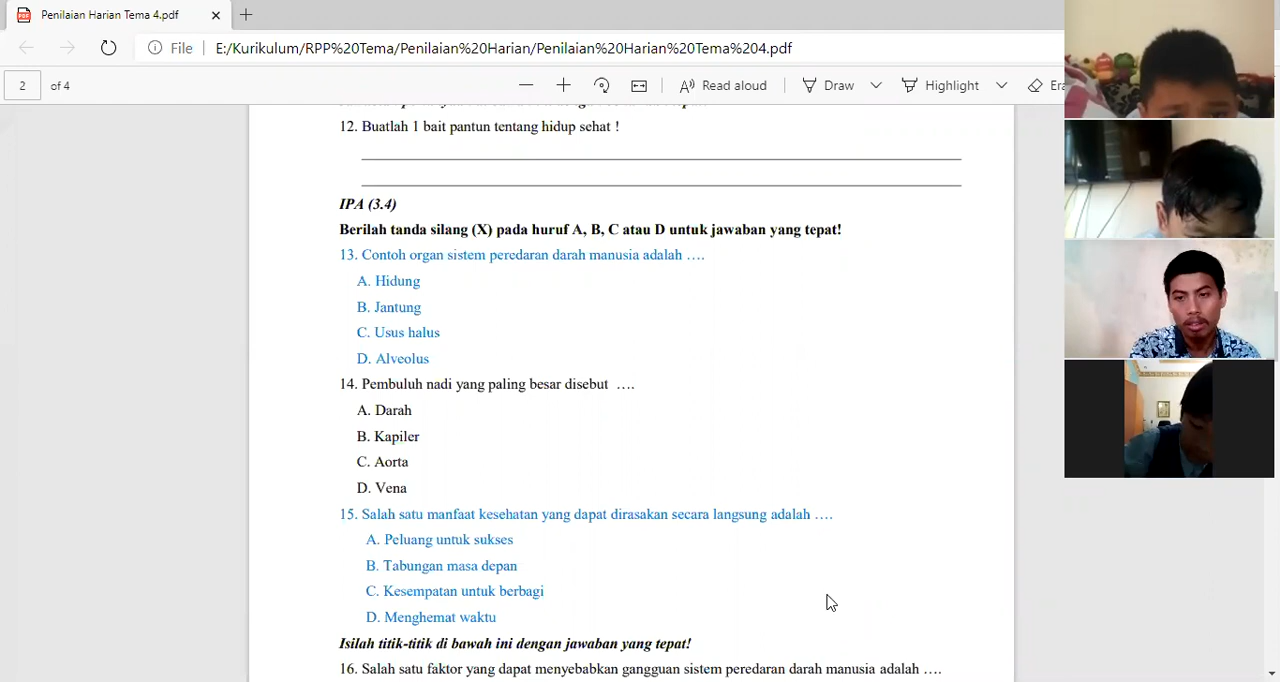 Penilaian Harian Tema 4.pdf
File E:/Kurikulum/RPP%20Tema/Penilaian%20Harian/Penilaian%20Harian%20Tema%204.pdf
2 of 4 Read aloud Draw Highlight Era
12. Buatlah 1 bait pantun tentang hidup sehat !
IPA (3.4)
Berilah tanda silang (X) pada huruf A, B, C atau D untuk jawaban yang tepat!
13. Contoh organ sistem peredaran darah manusia adalah ….
A. Hidung
B. Jantung
C. Usus halus
D. Alveolus
14. Pembuluh nadi yang paling besar disebut ….
A. Darah
B. Kapiler
C. Aorta
D. Vena
15. Salah satu manfaat kesehatan yang dapat dirasakan secara langsung adalah ….
A. Peluang untuk sukses
B. Tabungan masa depan
C. Kesempatan untuk berbagi
D. Menghemat waktu
Isilah titik-titik di bawah ini dengan jawaban yang tepat!
16. Salah satu faktor yang dapat menyebabkan gangguan sistem peredaran darah manusia adalah ….